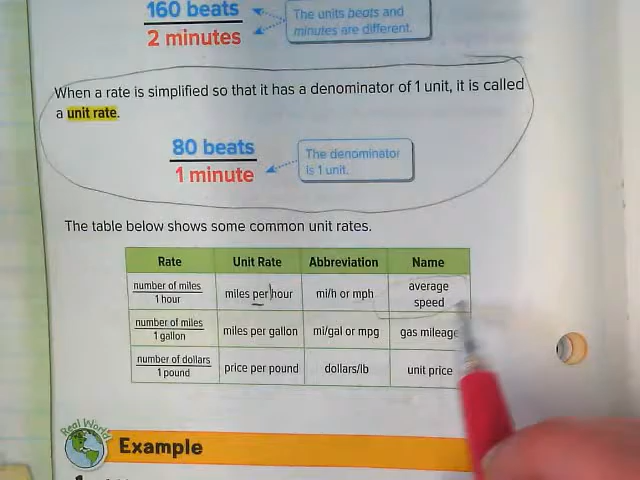 160 beats
2 minutes
The units beats and
minutes are different.
When a rate is simplified so that it has a denominator of 1 unit, it is called
a unit rate.
80 beats
1 minute
The denominator
is 1 unit.
The table below shows some common unit rates.
Rate Unit Rate Abbreviation Name
number of miles
1 hour
miles per hour mi/h or mph average
speed
number of miles
1 gallon
miles per gallon mi/gal or mpg gas mileage
number of dollars
1 pound
price per pound dollars/lb unit price
Real World
Example